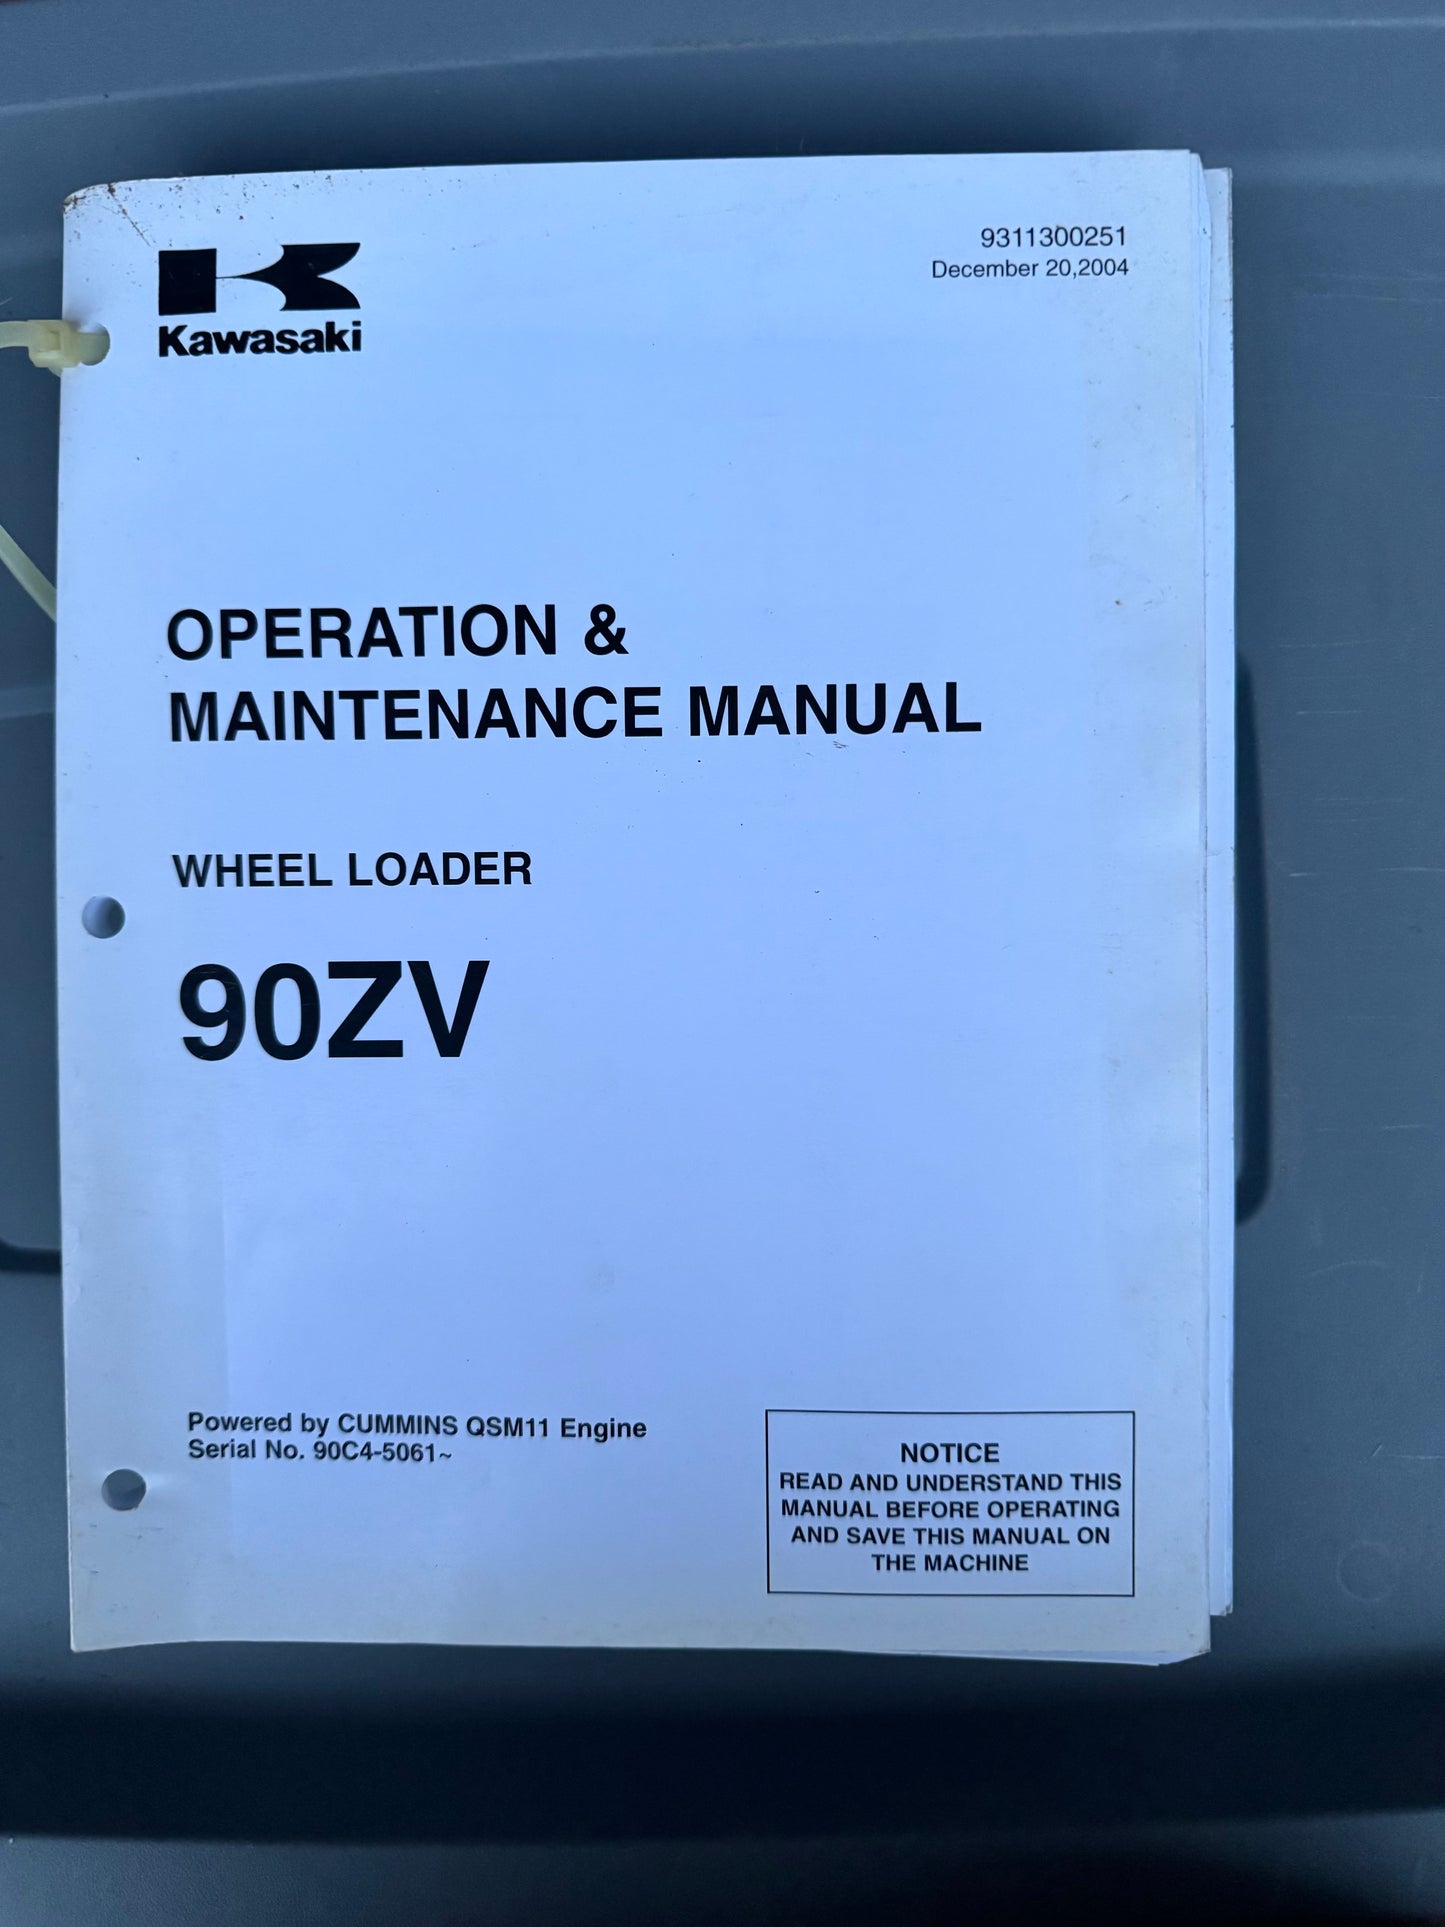 9311300251
December 20,2004
Kawasaki
OPERATION &
MAINTENANCE MANUAL
WHEEL LOADER
90ZV
Powered by CUMMINS QSM11 Engine
Serial No. 90C4-5061~
NOTICE
READ AND UNDERSTAND THIS
MANUAL BEFORE OPERATING
AND SAVE THIS MANUAL ON
THE MACHINE